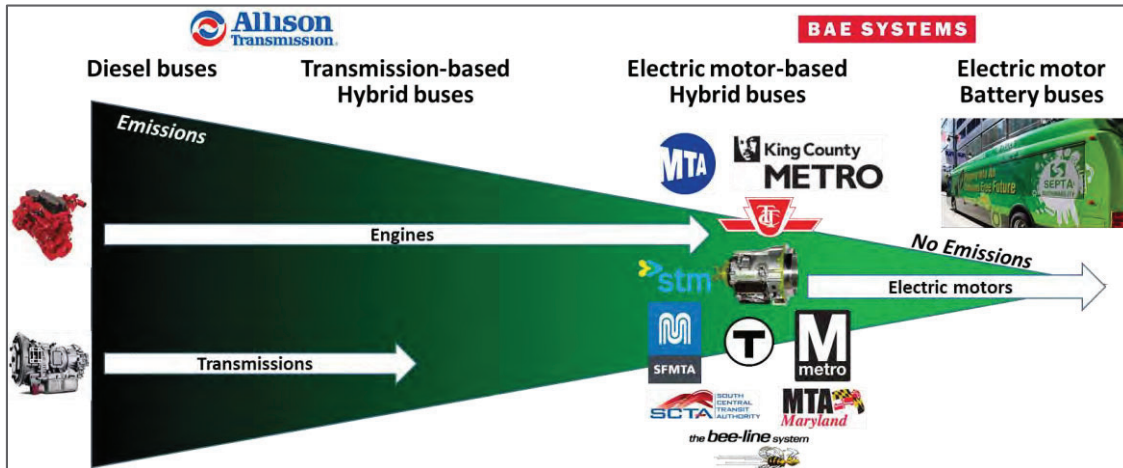 Allison
Transmission
BAE SYSTEMS
Diesel buses
Transmission-based
Hybrid buses
Electric motor-based
Hybrid buses
Electric motor
Battery buses
Emissions
MTA
King County
METRO
SEPTA
TTC
Engines
No Emissions
stm
Electric motors
Transmissions
SFMTA
T
M
metro
SCTA
SOUTH
CENTRAL
TRANSIT
AUTHORITY
MTA
Maryland
the bee-line system